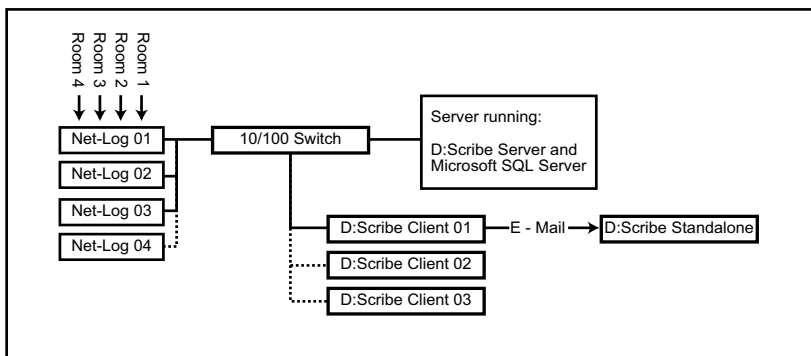 Room 4
Room 3
Room 2
Room 1
Net-Log 01
Net-Log 02
Net-Log 03
Net-Log 04
10/100 Switch
Server running:
D:Scribe Server and
Microsoft SQL Server
D:Scribe Client 01
E - Mail
D:Scribe Standalone
D:Scribe Client 02
D:Scribe Client 03